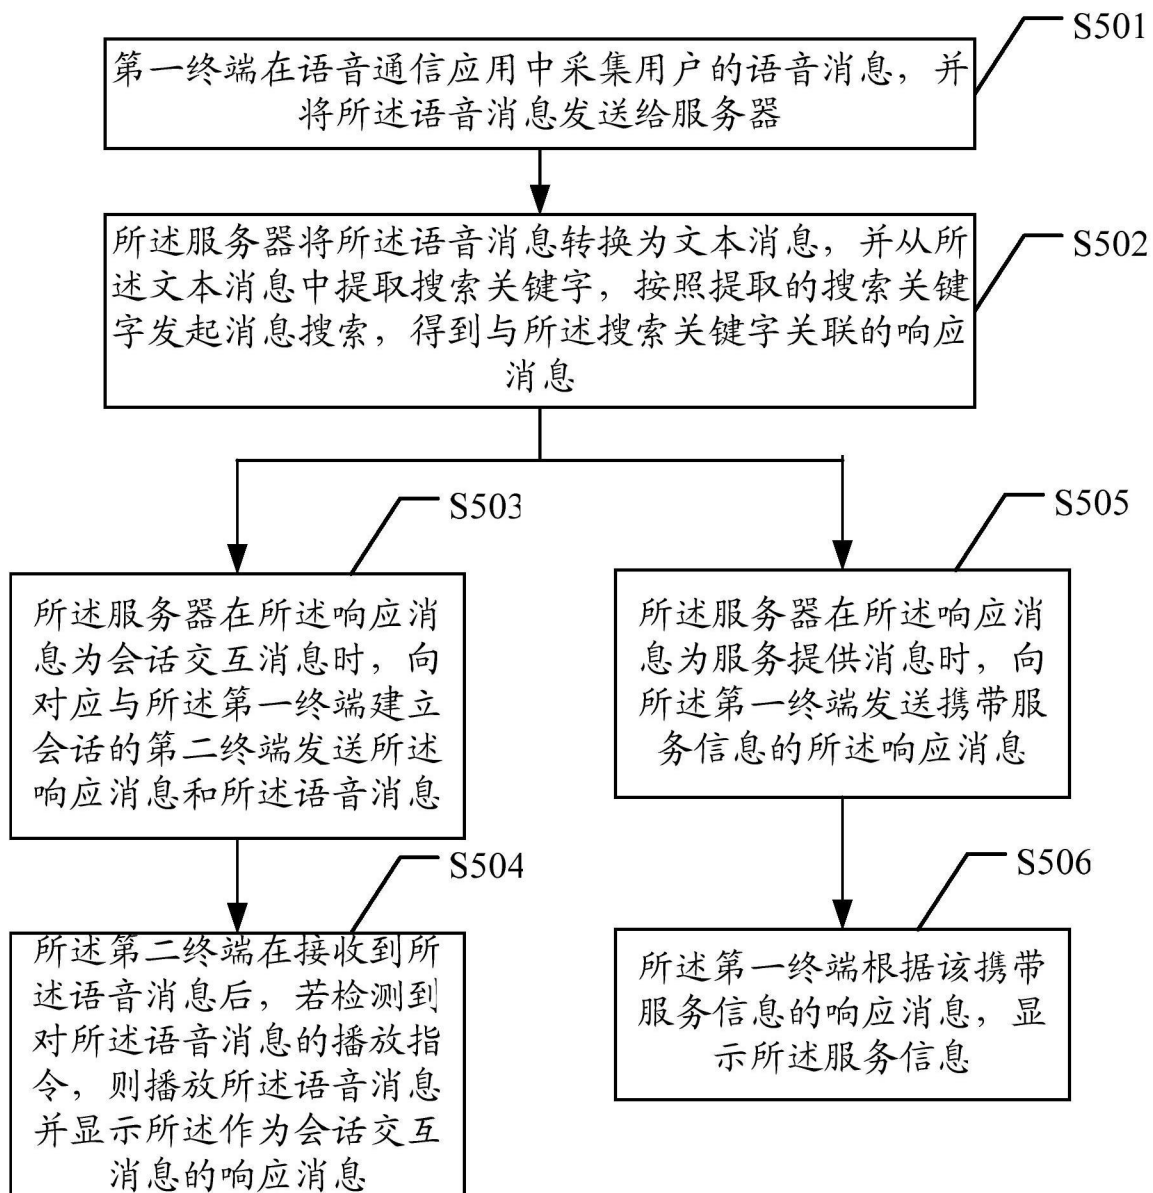 S501
第一终端在语音通信应用中采集用户的语音消息，并
将所述语音消息发送给服务器
S502
所述服务器将所述语音消息转换为文本消息，并从所
述文本消息中提取搜索关键字，按照提取的搜索关键
字发起消息搜索，得到与所述搜索关键字关联的响应
消息
S503
所述服务器在所述响应消
息为会话交互消息时，向
对应与所述第一终端建立
会话的第二终端发送所述
响应消息和所述语音消息
S504
所述第二终端在接收到所
述语音消息后，若检测到
对所述语音消息的播放指
令，则播放所述语音消息
并显示所述作为会话交互
消息的响应消息
S505
所述服务器在所述响应消
息为服务提供消息时，向
所述第一终端发送携带服
务信息的所述响应消息
S506
所述第一终端根据该携带
服务信息的响应消息，显
示所述服务信息